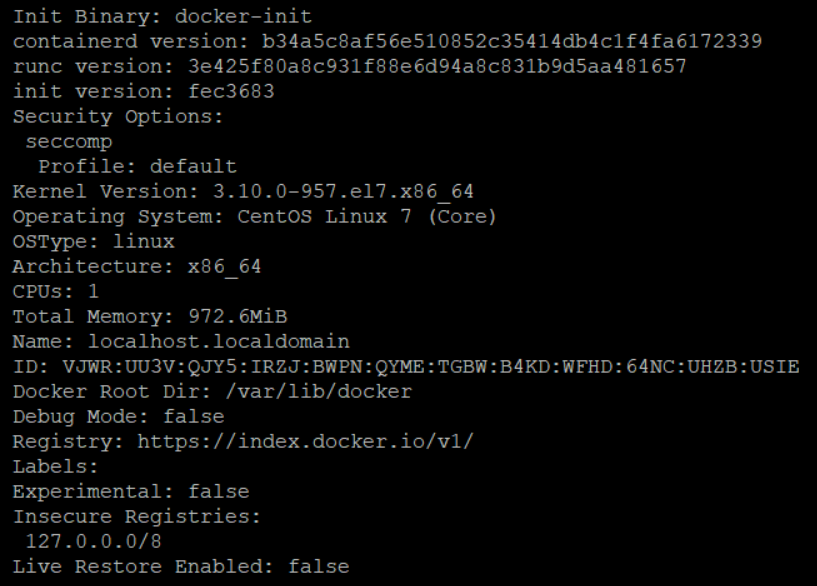 Init Binary: docker-init
containerd version: b34a5c8af56e510852c35414db4c1f4fa6172339
runc version: 3e425f80a8c931f88e6d94a8c831b9d5aa481657
init version: fec3683
Security Options:
 seccomp
  Profile: default
Kernel Version: 3.10.0-957.el7.x86_64
Operating System: CentOS Linux 7 (Core)
OSType: linux
Architecture: x86_64
CPUs: 1
Total Memory: 972.6MiB
Name: localhost.localdomain
ID: VJWR:UU3V:QJY5:IRZJ:BWPN:QYME:TGBW:B4KD:WFHD:64NC:UHZB:USIE
Docker Root Dir: /var/lib/docker
Debug Mode: false
Registry: https://index.docker.io/v1/
Labels:
Experimental: false
Insecure Registries:
 127.0.0.0/8
Live Restore Enabled: false